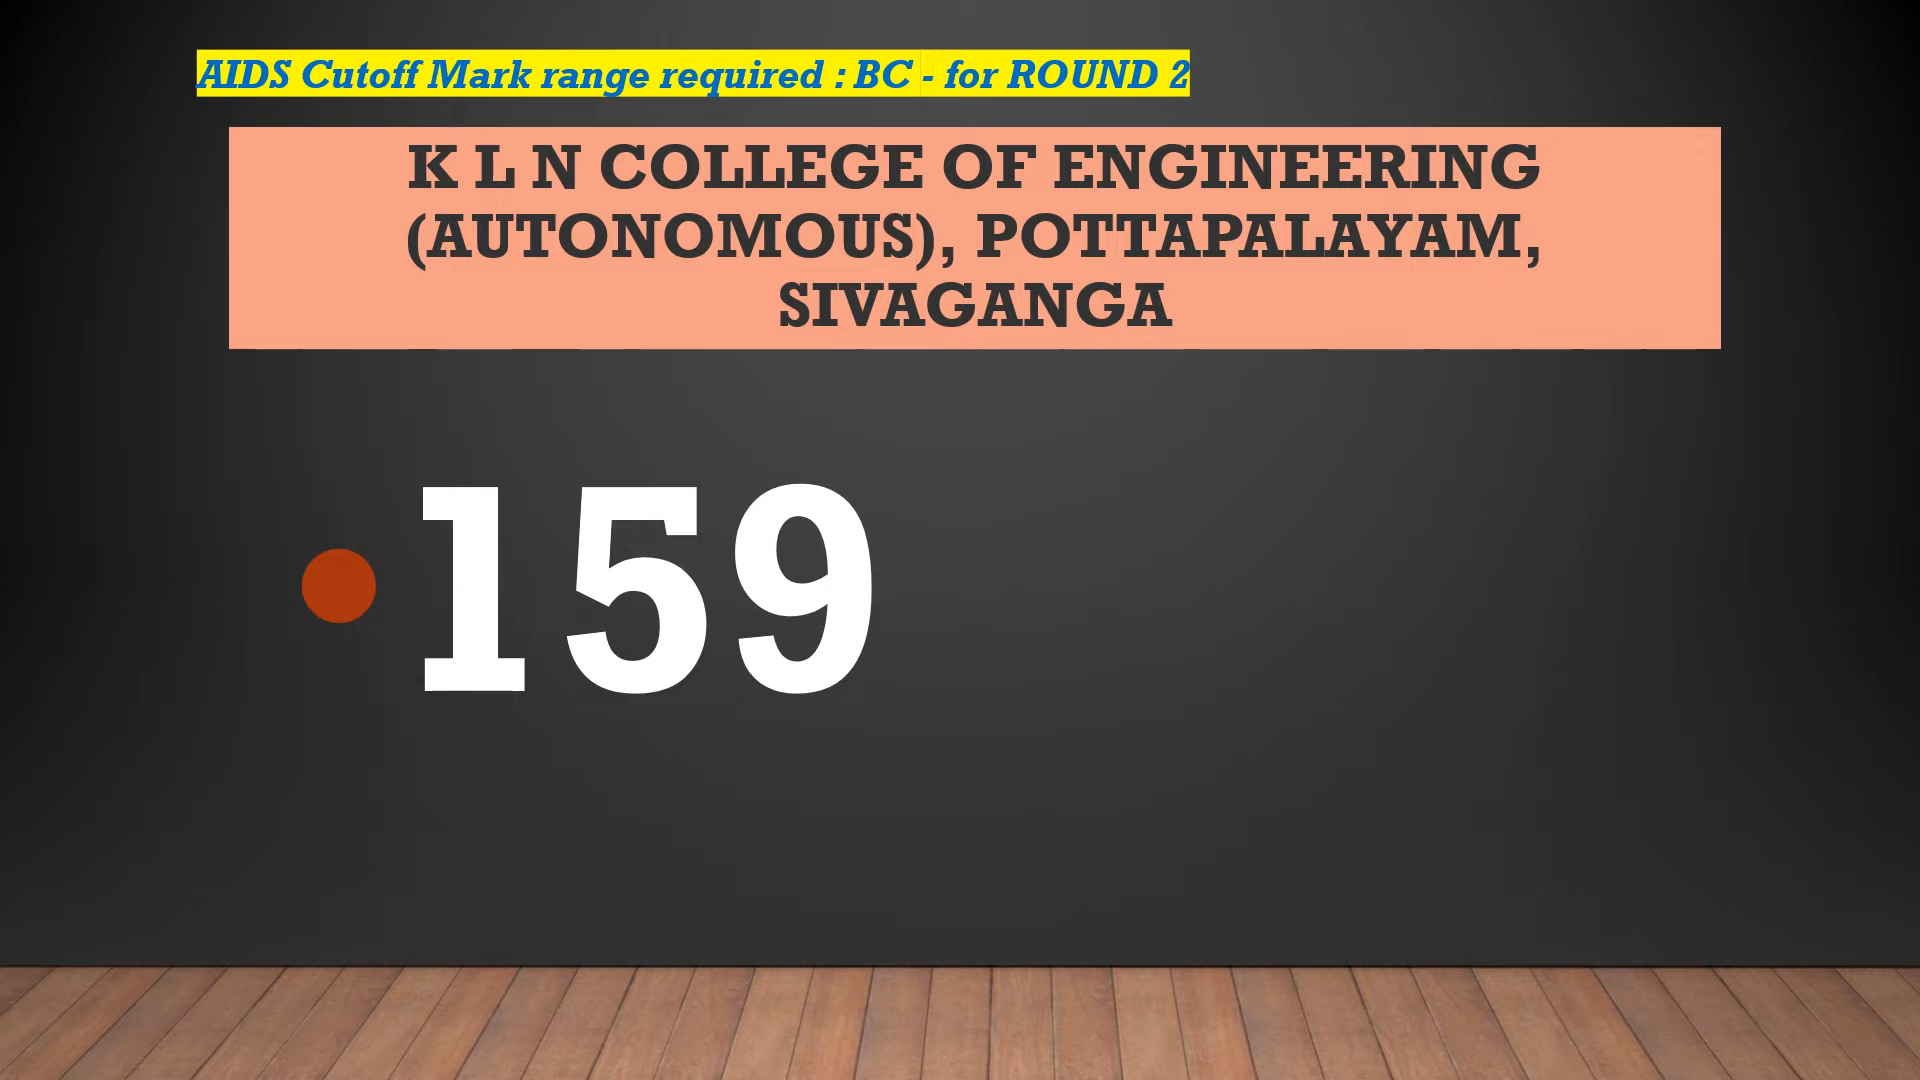 AIDS Cutoff Mark range required : BC - for ROUND 2
K L N COLLEGE OF ENGINEERING
(AUTONOMOUS), POTTAPALAYAM,
SIVAGANGA
159